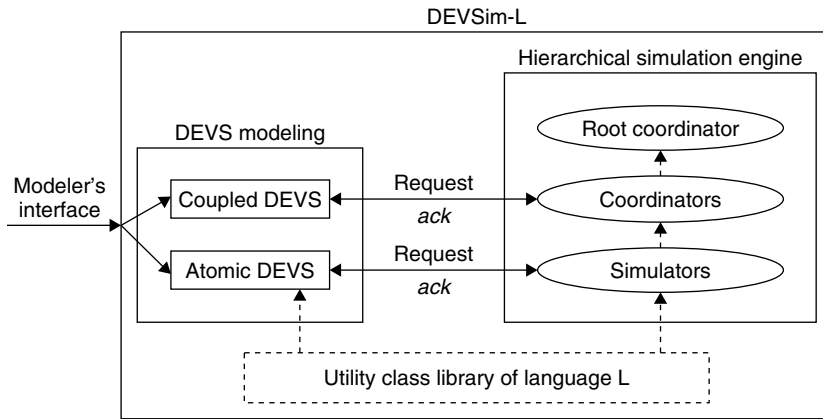 DEVSim-L
Hierarchical simulation engine
DEVS modeling
Root coordinator
Modeler's
interface
Coupled DEVS
Request
ack
Coordinators
Atomic DEVS
Request
ack
Simulators
Utility class library of language L